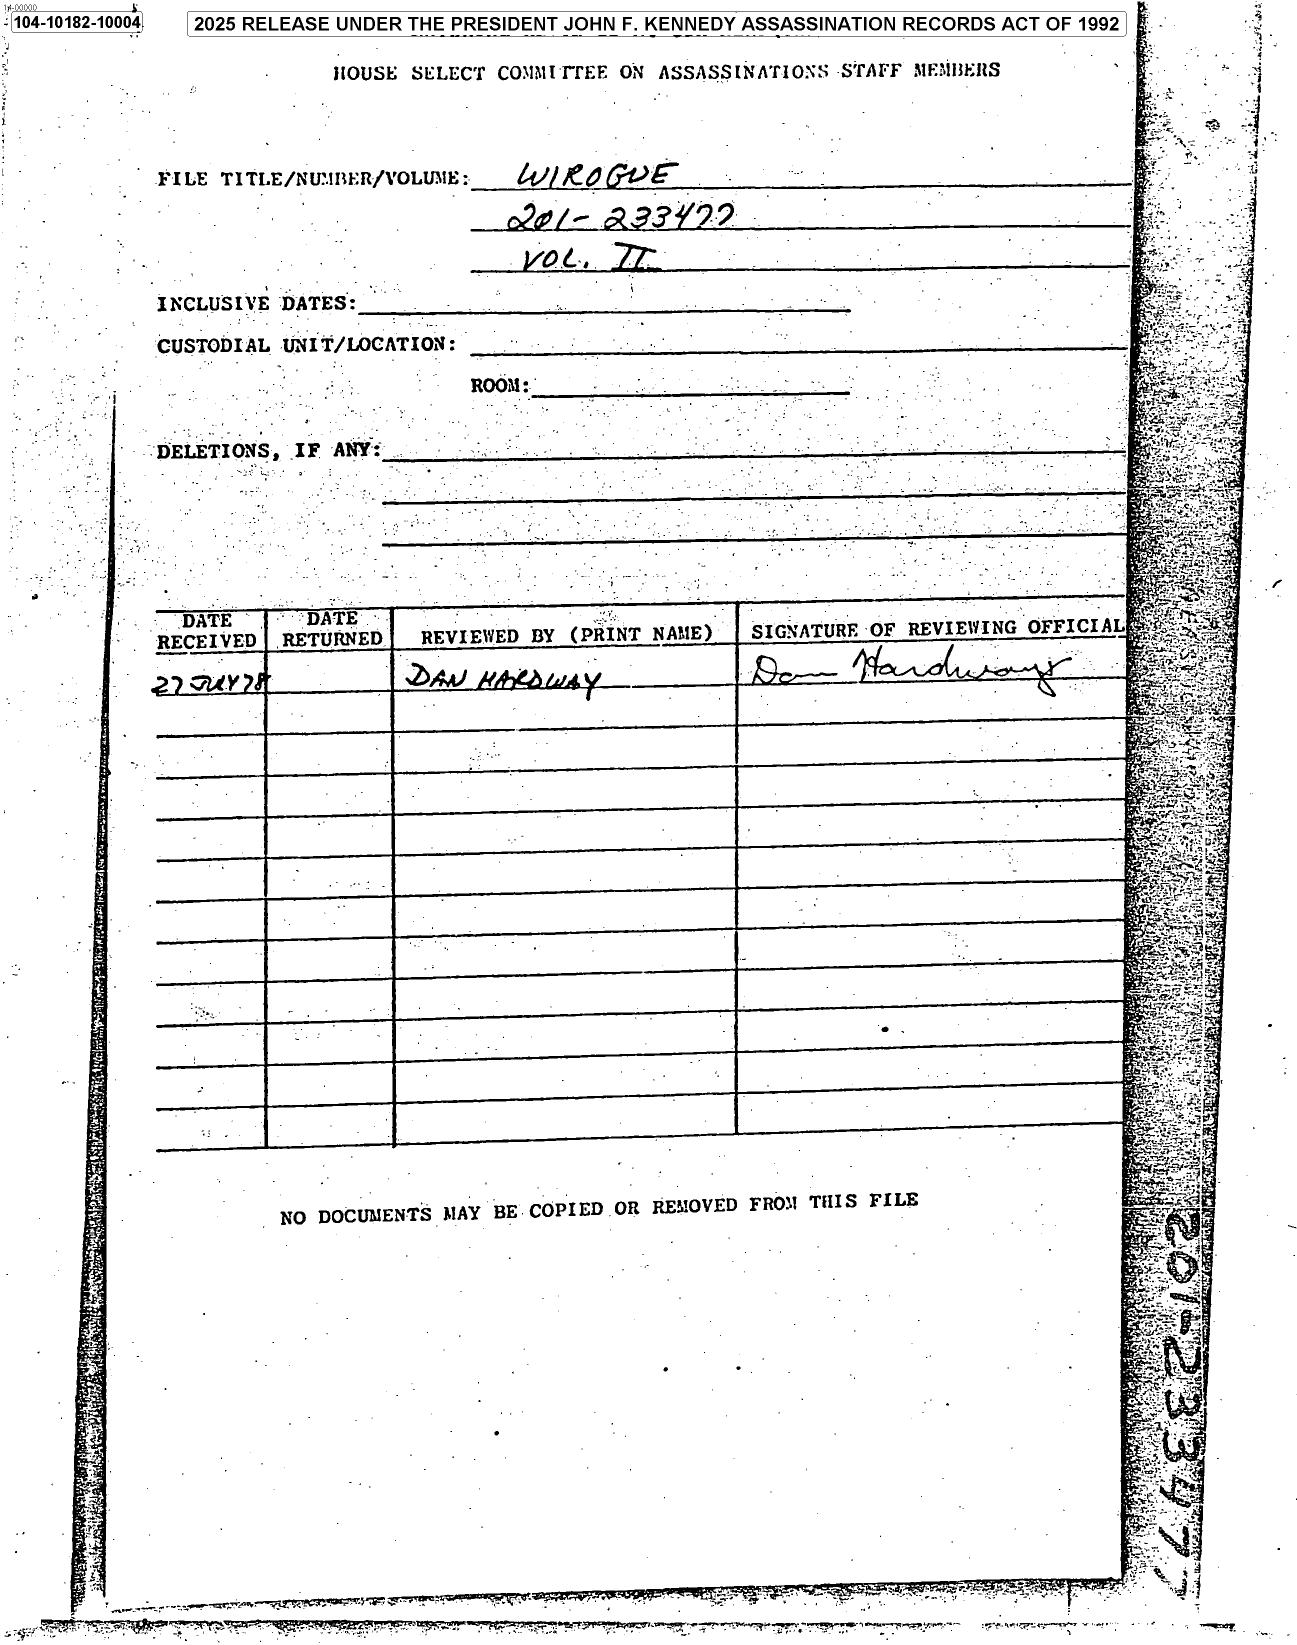 14-00000
104-10182-10004
2025 RELEASE UNDER THE PRESIDENT JOHN F. KENNEDY ASSASSINATION RECORDS ACT OF 1992
HOUSE SELECT COMMITTEE ON ASSASSINATIONS STAFF MEMBERS
FILE TITLE/NUMBER/VOLUME: WIROGUE
201-233477
VOL. II
INCLUSIVE DATES:
CUSTODIAL UNIT/LOCATION:
ROOM:
DELETIONS, IF ANY:
DATE RECEIVED DATE RETURNED REVIEWED BY (PRINT NAME) SIGNATURE OF REVIEWING OFFICIAL
27 JULY 78 DAN HARDWAY Dan Hardway
NO DOCUMENTS MAY BE COPIED OR REMOVED FROM THIS FILE
201-233477